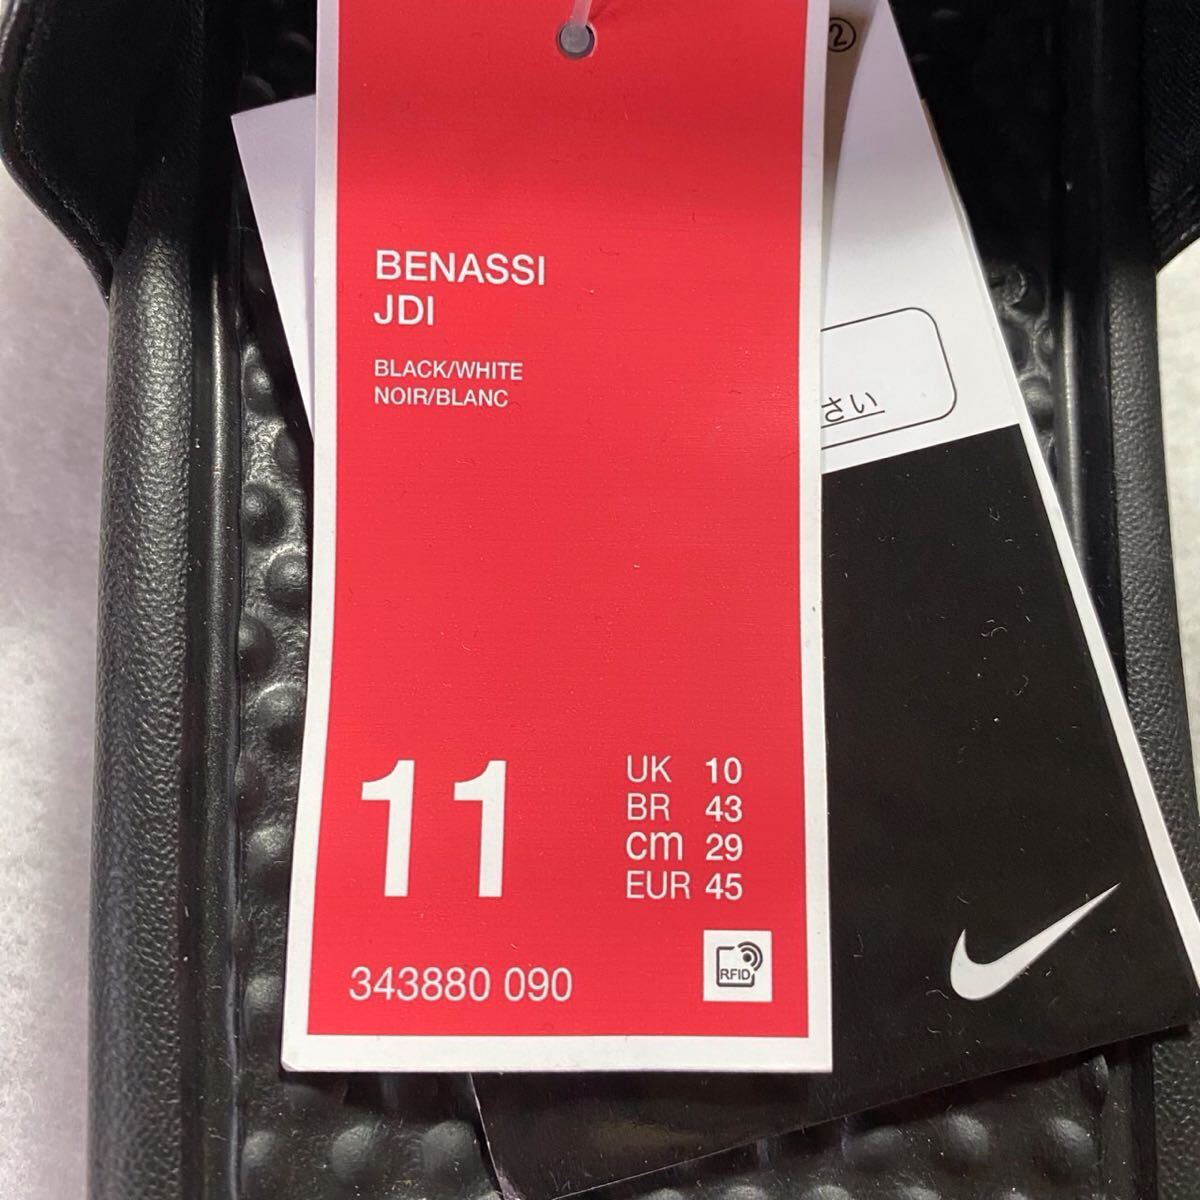 ②
BENASSI
JDI
BLACK/WHITE
NOIR/BLANC
さい
11
UK 10
BR 43
cm 29
EUR 45
RFID
343880 090